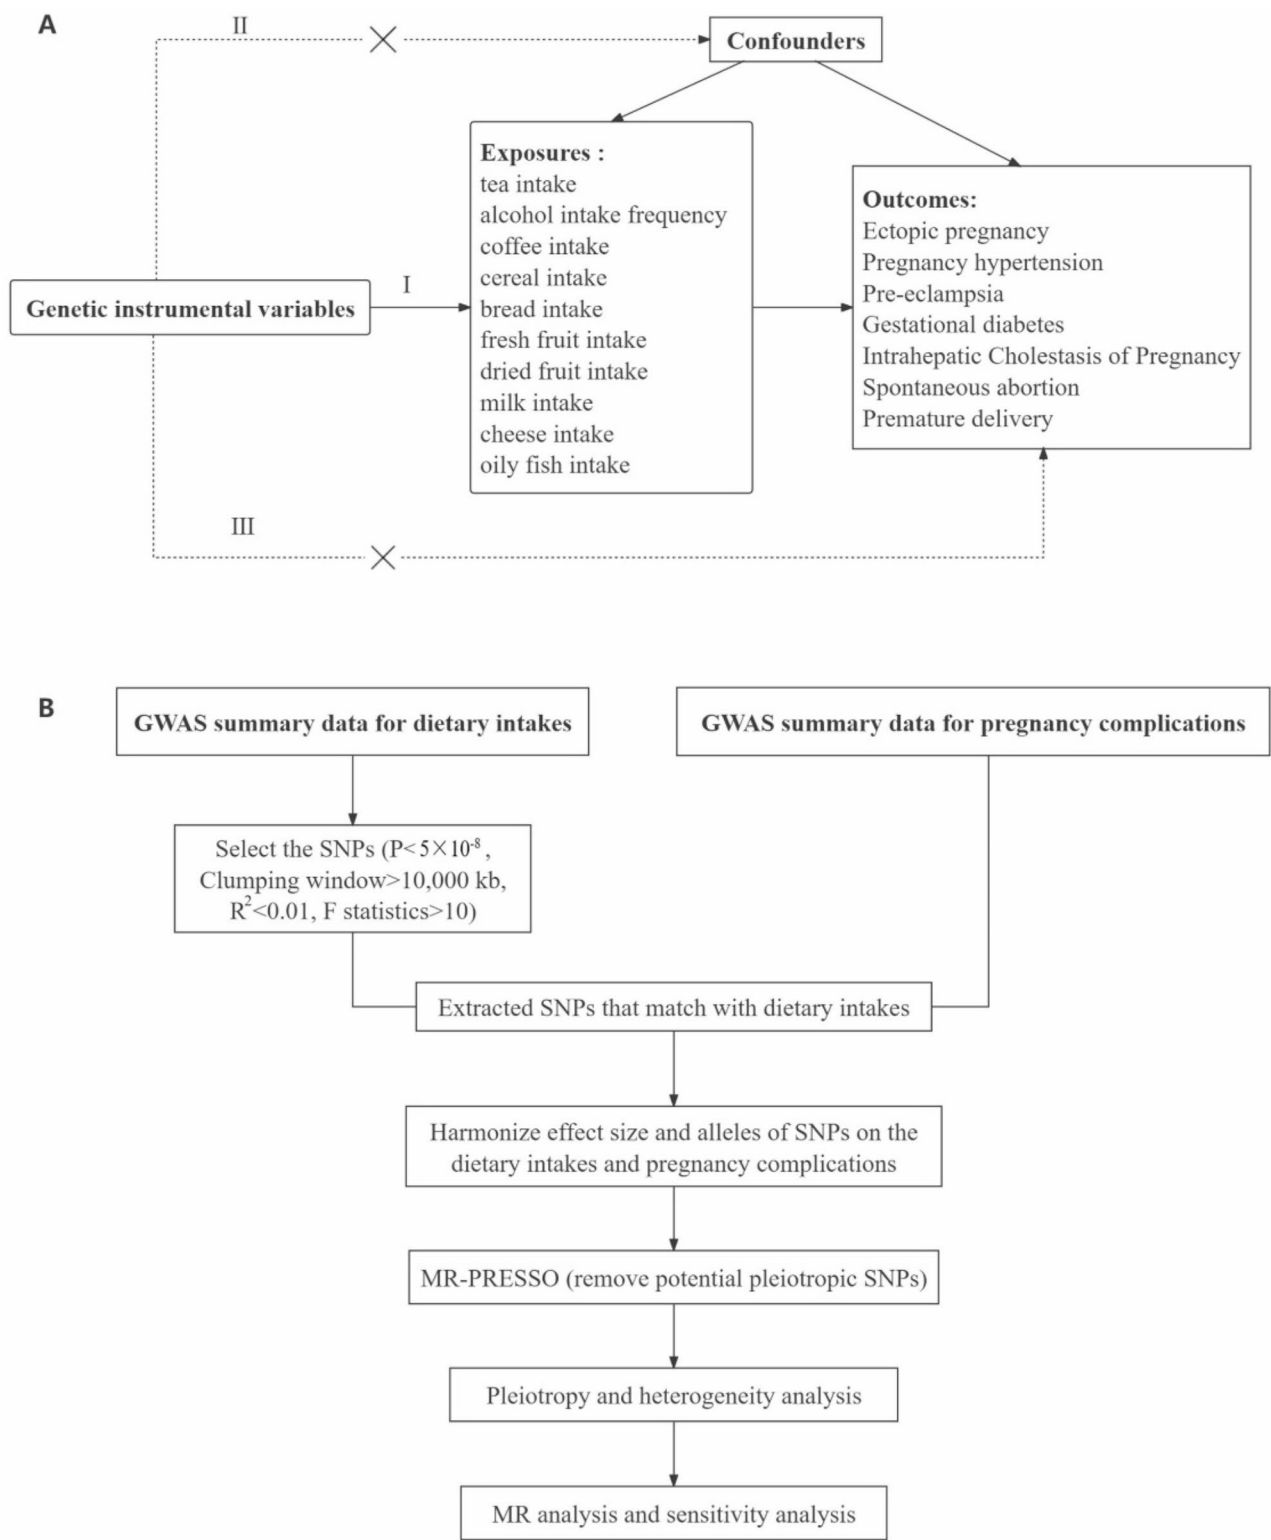 A
II
Confounders
Exposures :
tea intake
alcohol intake frequency
coffee intake
cereal intake
bread intake
fresh fruit intake
dried fruit intake
milk intake
cheese intake
oily fish intake
Outcomes:
Ectopic pregnancy
Pregnancy hypertension
Pre-eclampsia
Gestational diabetes
Intrahepatic Cholestasis of Pregnancy
Spontaneous abortion
Premature delivery
I
Genetic instrumental variables
III
B
GWAS summary data for dietary intakes
GWAS summary data for pregnancy complications
Select the SNPs (P< 5×10⁻⁸ ,
Clumping window>10,000 kb,
R²<0.01, F statistics>10)
Extracted SNPs that match with dietary intakes
Harmonize effect size and alleles of SNPs on the
dietary intakes and pregnancy complications
MR-PRESSO (remove potential pleiotropic SNPs)
Pleiotropy and heterogeneity analysis
MR analysis and sensitivity analysis